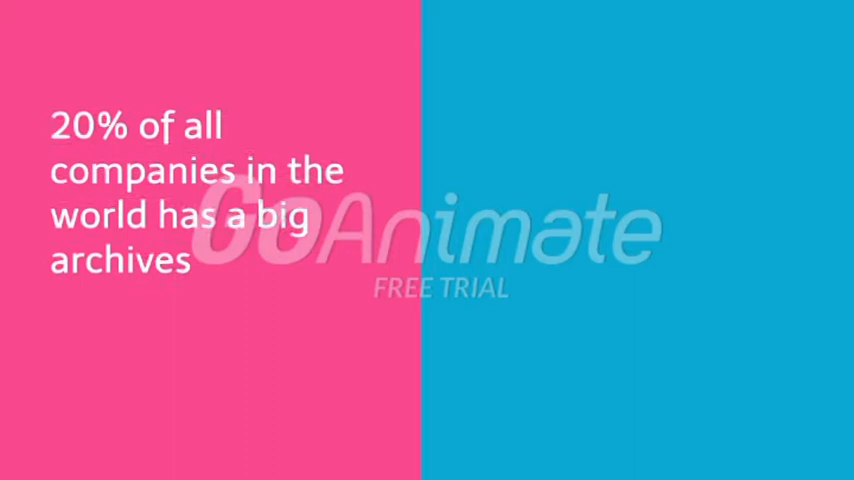 20% of all
companies in the
world has a big
archives
GoAnimate
FREE TRIAL